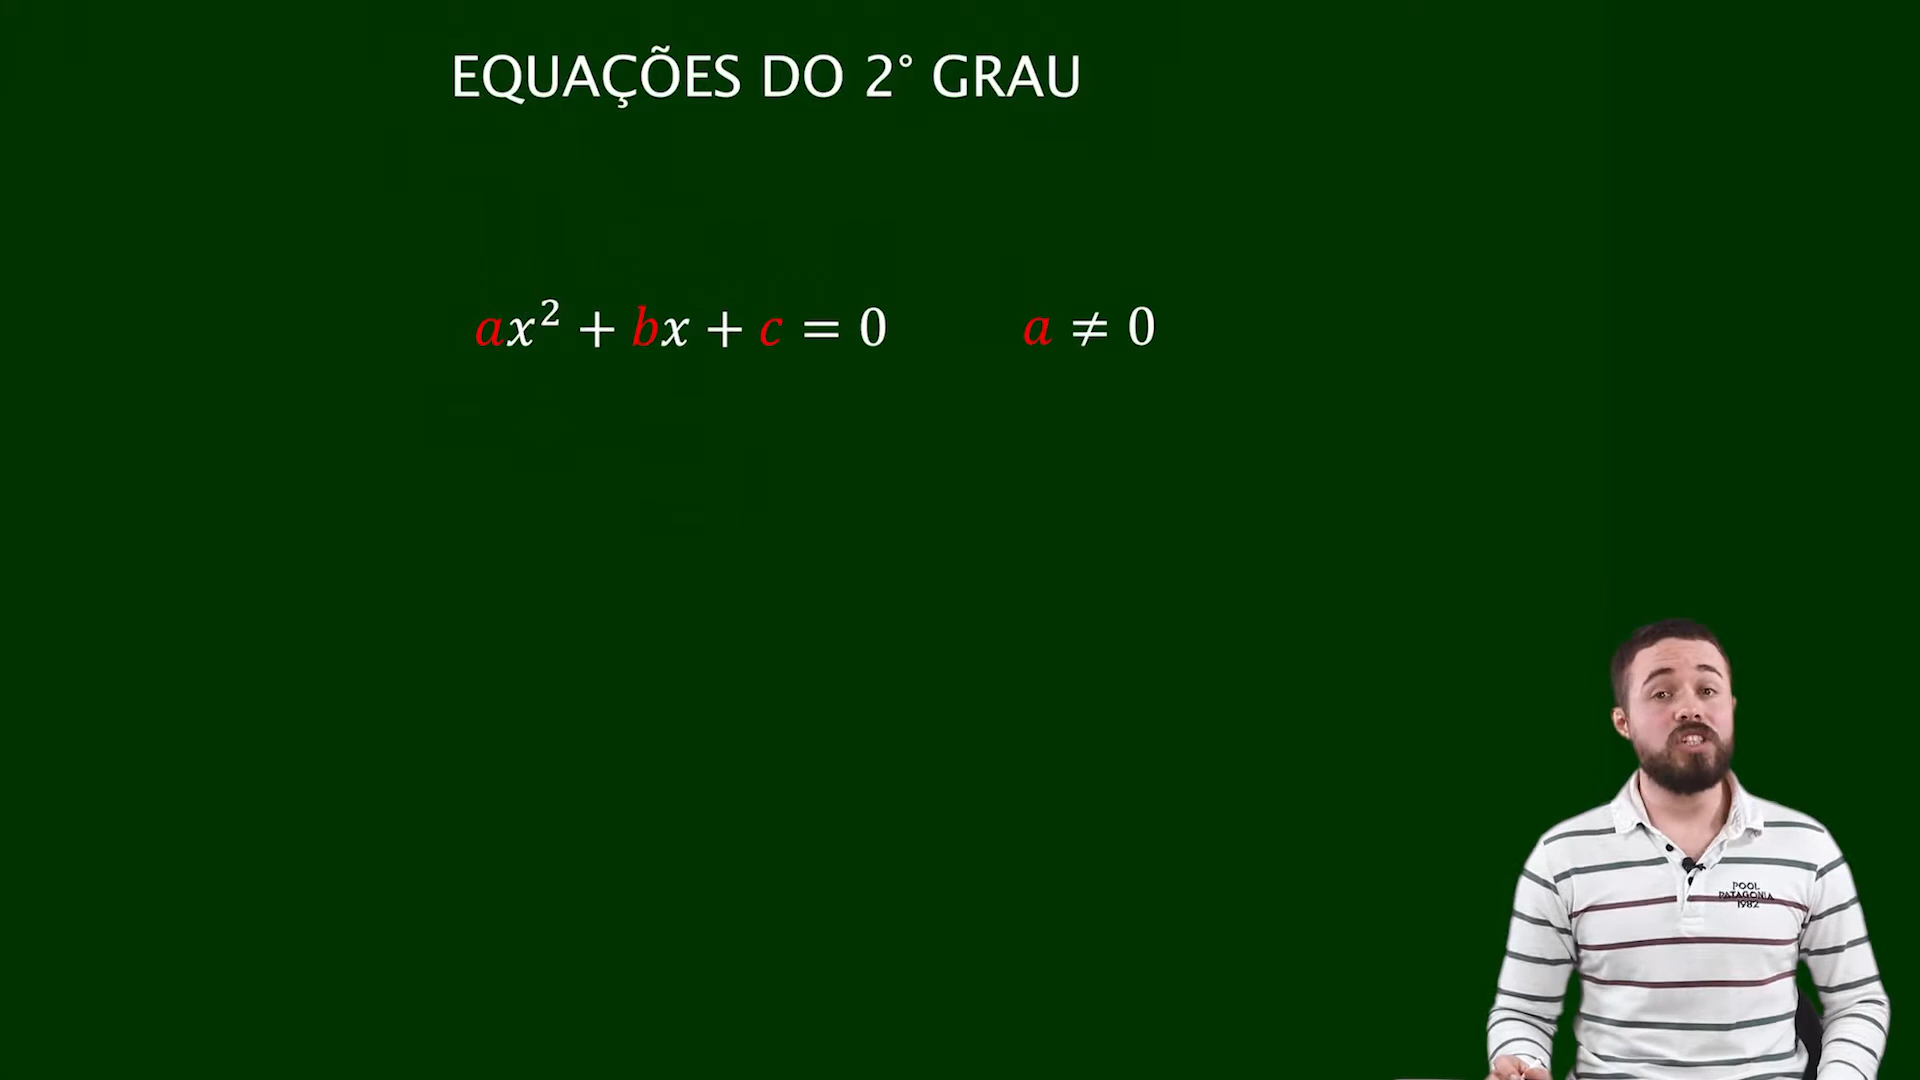 EQUAÇÕES DO 2° GRAU
ax² + bx + c = 0 a ≠ 0
POOL
PATAGONIA
1982